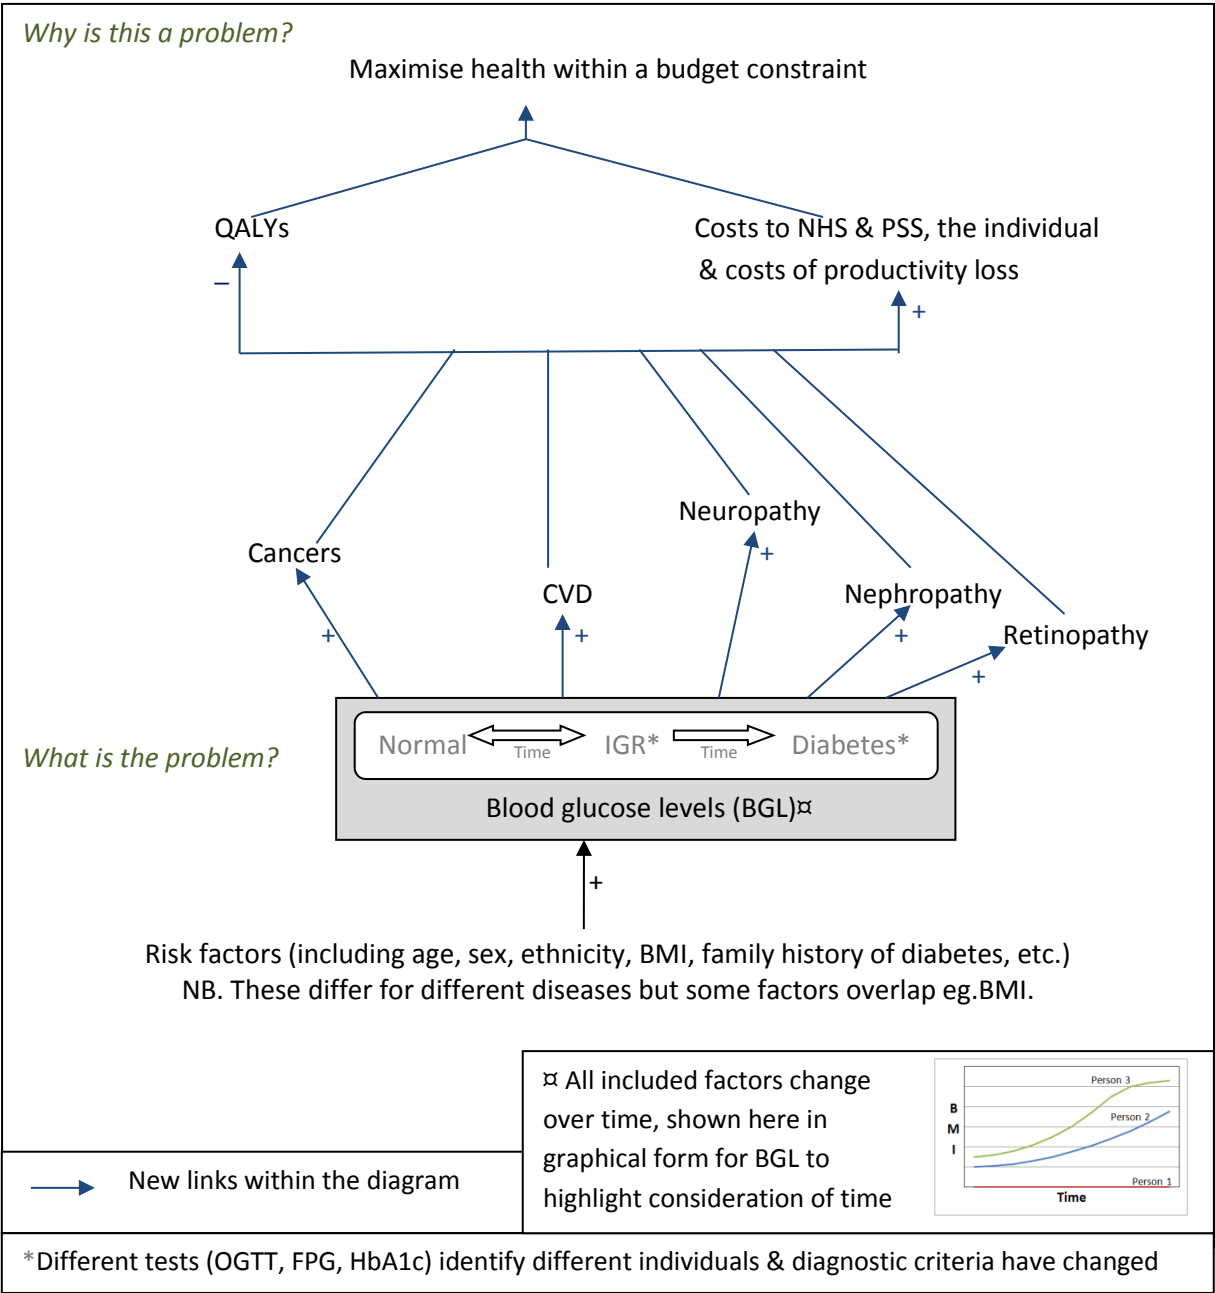 Why is this a problem?
Maximise health within a budget constraint
QALYs
Costs to NHS & PSS, the individual
& costs of productivity loss
–
+
Neuropathy
Cancers
+
CVD
Nephropathy
+
+
+
Retinopathy
+
What is the problem?
Normal
Time
IGR*
Time
Diabetes*
Blood glucose levels (BGL)¤
+
Risk factors (including age, sex, ethnicity, BMI, family history of diabetes, etc.)
NB. These differ for different diseases but some factors overlap eg.BMI.
New links within the diagram
¤ All included factors change
over time, shown here in
graphical form for BGL to
highlight consideration of time
B
M
I
Person 3
Person 2
Person 1
Time
*Different tests (OGTT, FPG, HbA1c) identify different individuals & diagnostic criteria have changed